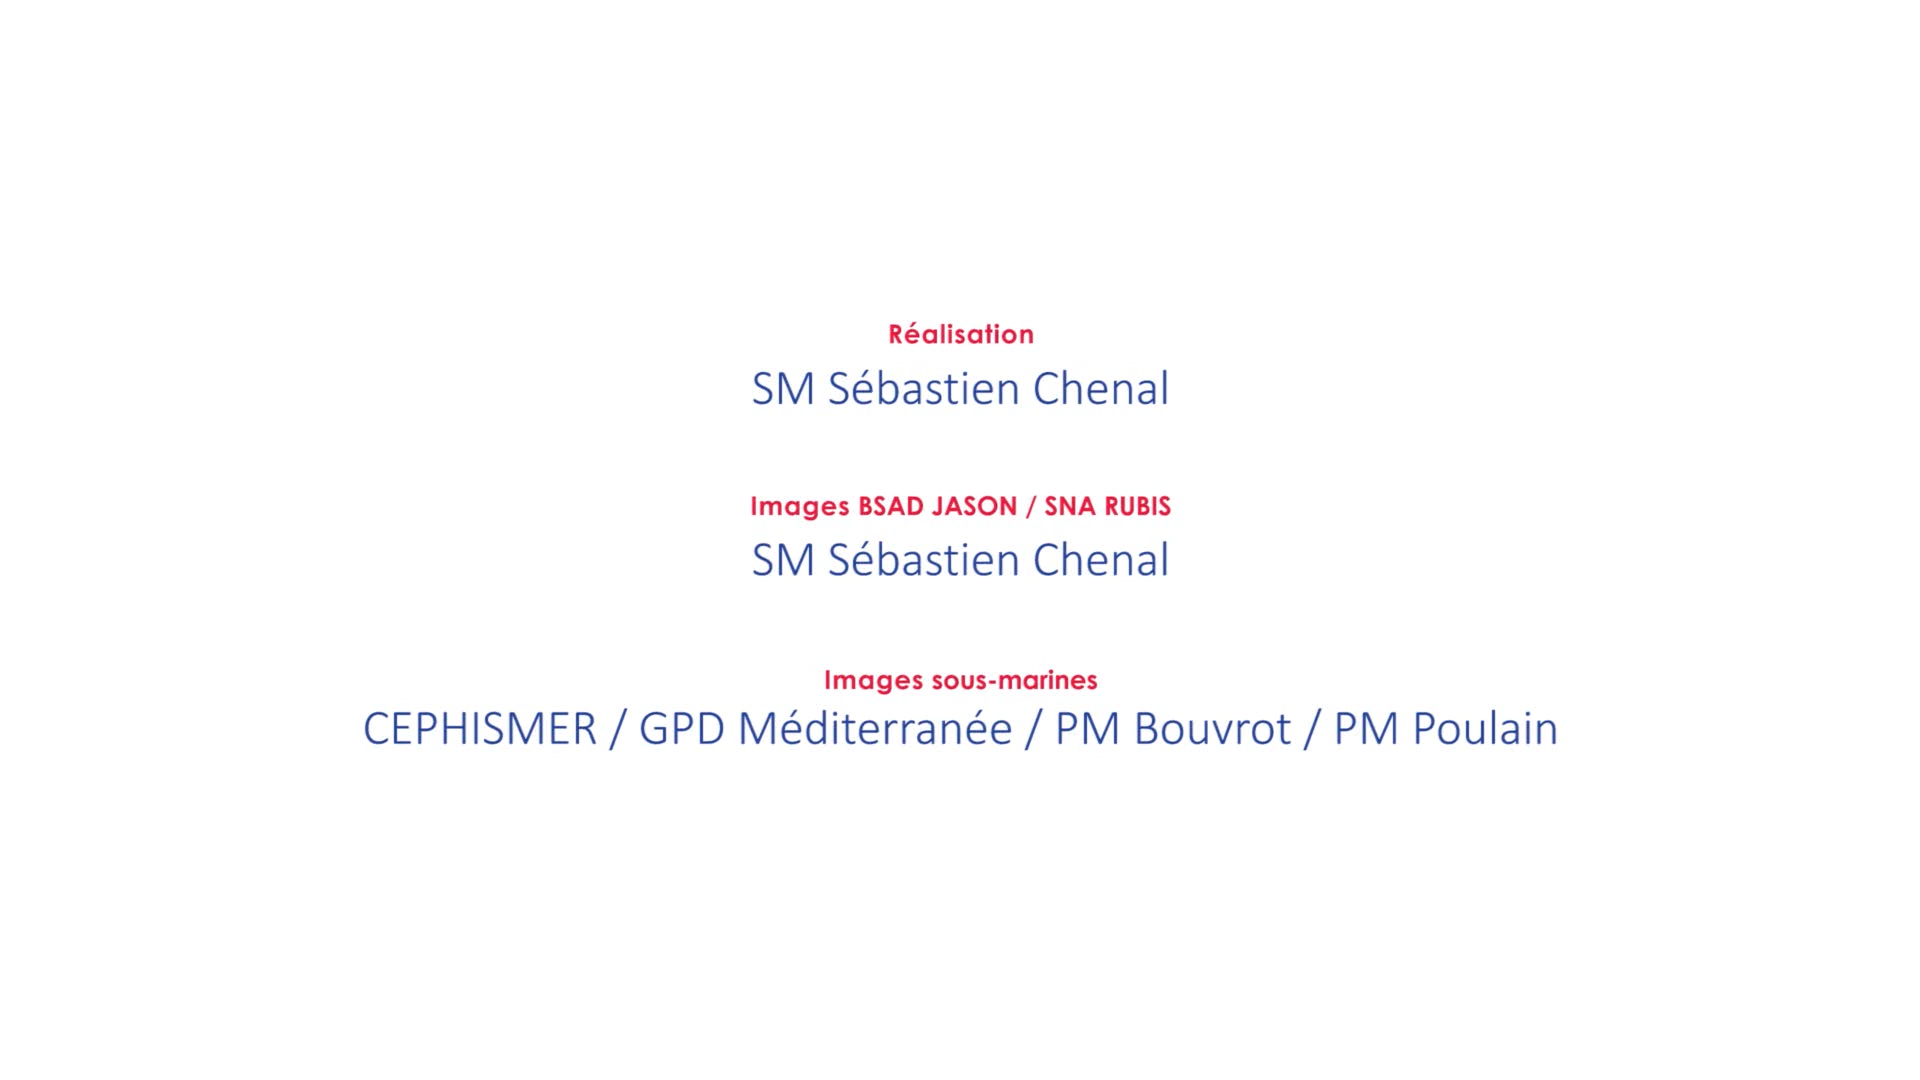 Réalisation
SM Sébastien Chenal
Images BSAD JASON / SNA RUBIS
SM Sébastien Chenal
Images sous-marines
CEPHISMER / GPD Méditerranée / PM Bouvrot / PM Poulain